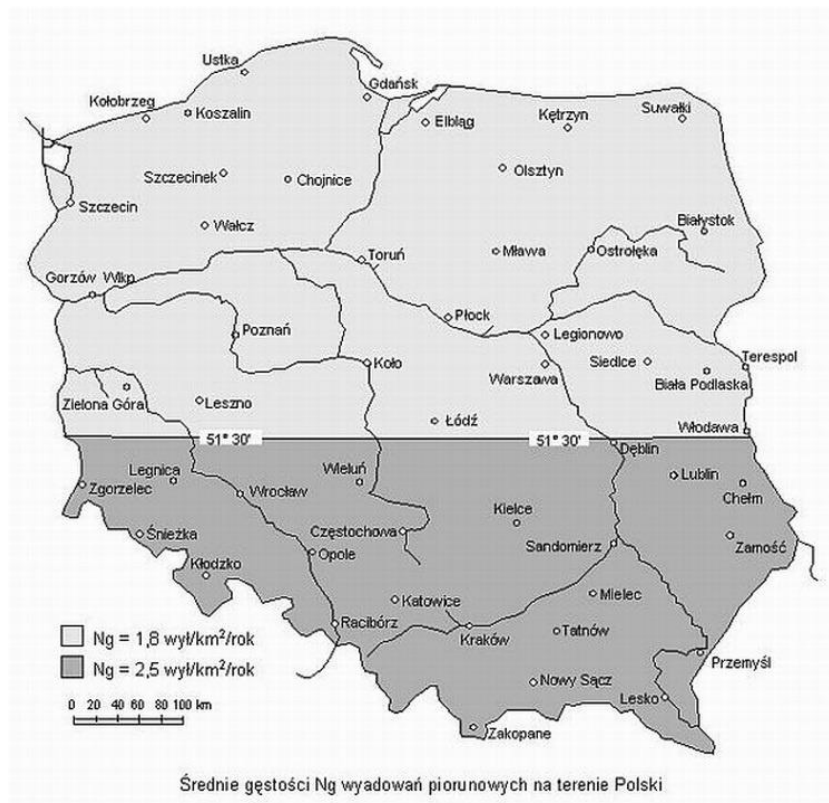 Ustka
Gdańsk
Kołobrzeg
Koszalin
Elbląg
Kętrzyn
Suwałki
Szczecinek
Chojnice
Olsztyn
Szczecin
Wałcz
Białystok
Toruń
Mława
Ostrołęka
Gorzów Wlkp
Płock
Poznań
Legionowo
Koło
Siedlce
Terespol
Warszawa
Biała Podlaska
Zielona Góra
Leszno
Łódź
Włodawa
51° 30'
51° 30'
Dęblin
Legnica
Wieluń
Lublin
Zgorzelec
Wrocław
Chełm
Kielce
Śnieżka
Częstochowa
Opole
Sandomierz
Zamość
Kłodzko
Katowice
Mielec
Racibórz
Kraków
Tatnów
Ng = 1,8 wył/km²/rok
Ng = 2,5 wył/km²/rok
Przemyśl
Nowy Sącz
Lesko
0 20 40 60 80 100 km
Zakopane
Średnie gęstości Ng wyadowań piorunowych na terenie Polski